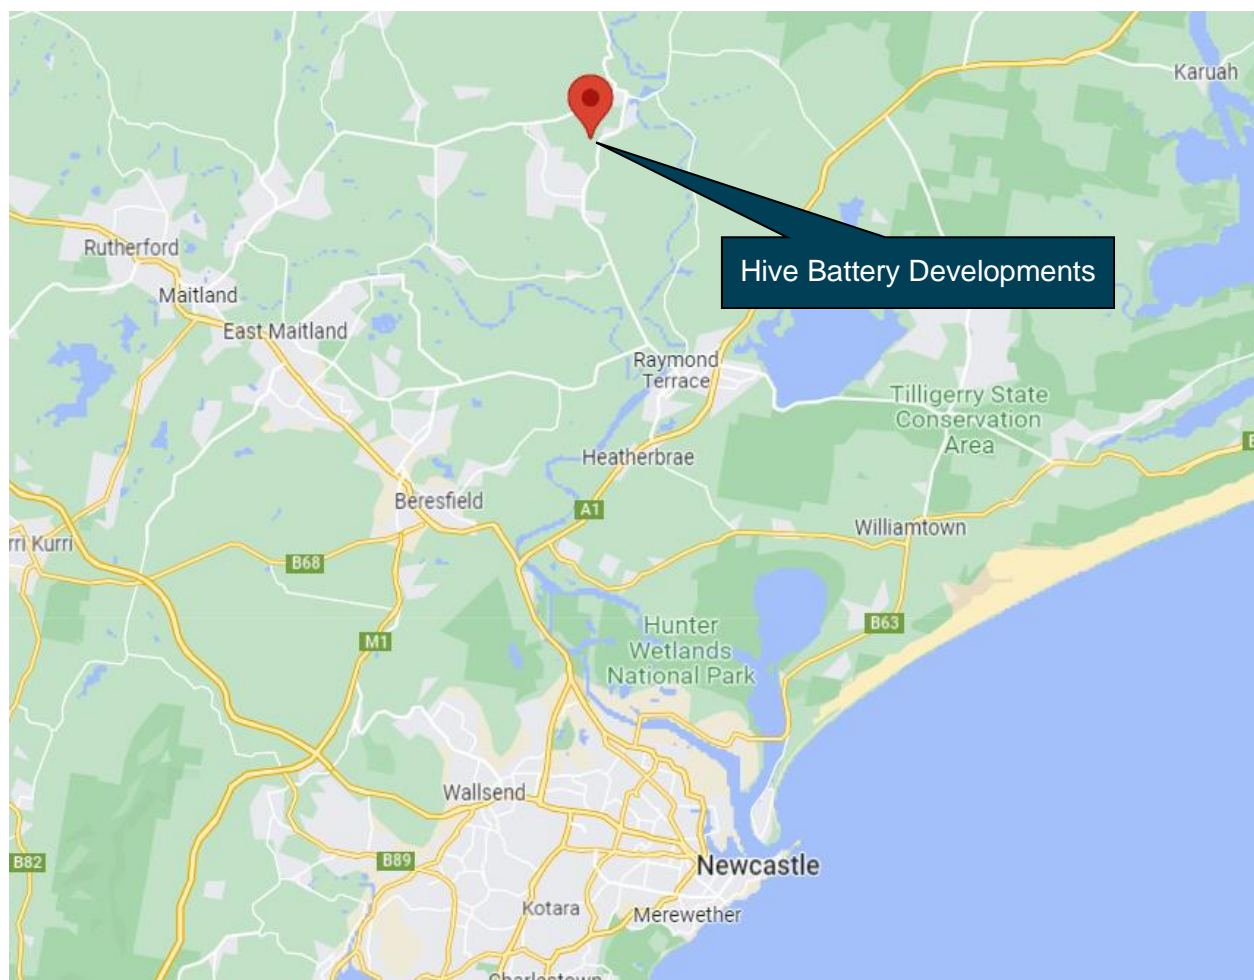 Karuah
Hive Battery Developments
Rutherford
Maitland
East Maitland
Raymond
Terrace
Tilligerry State
Conservation
Area
B
Heatherbrae
Beresfield
A1
Williamtown
rri Kurri
B68
B63
Hunter
Wetlands
National Park
M1
Wallsend
B82
B89
Newcastle
Kotara
Merewether
Charlestown